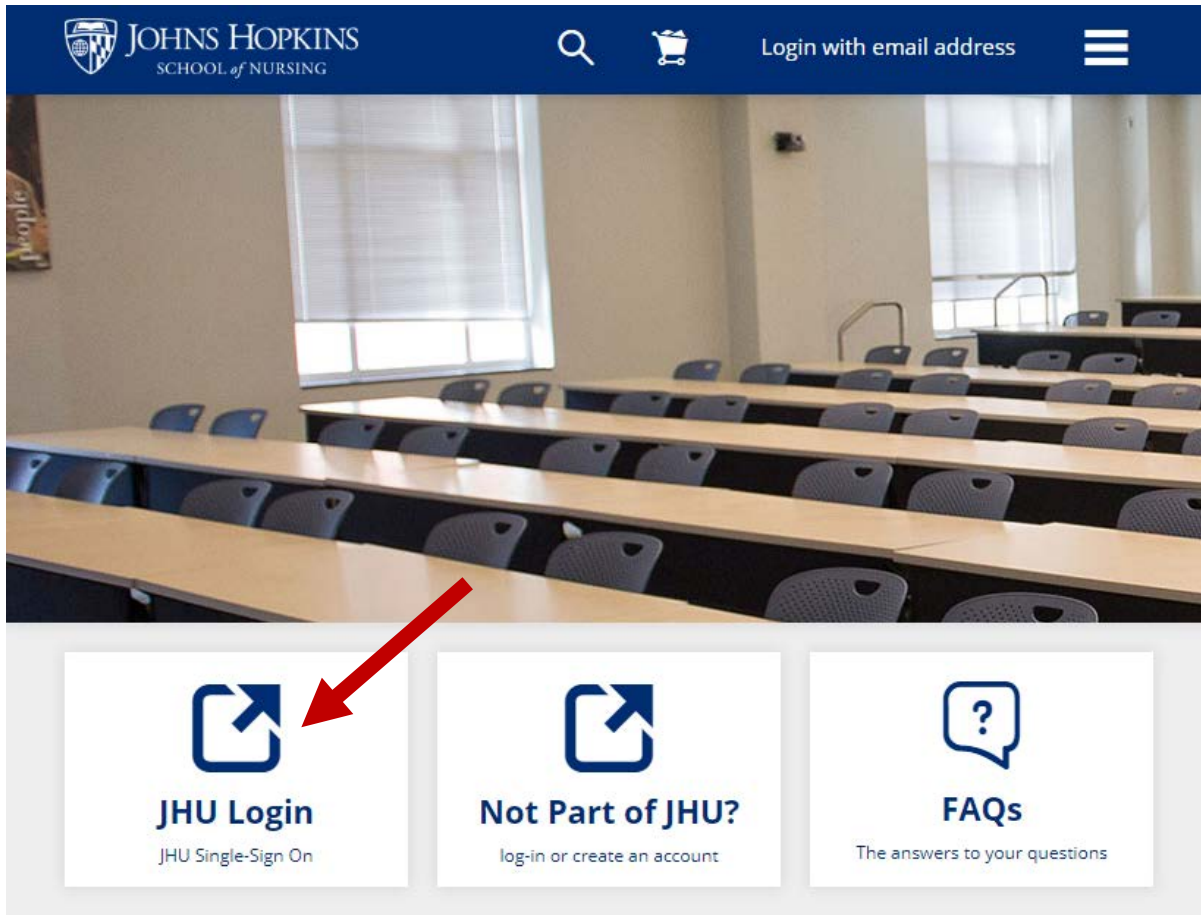 JOHNS HOPKINS
SCHOOL of NURSING
Login with email address
people
JHU Login
JHU Single-Sign On
Not Part of JHU?
log-in or create an account
?
FAQs
The answers to your questions